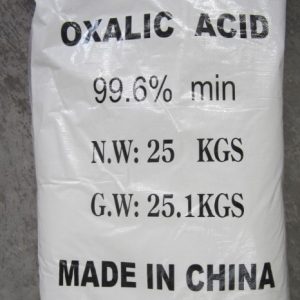 OXALIC ACID
99.6% min
N.W: 25 KGS
G.W: 25.1KGS
MADE IN CHINA